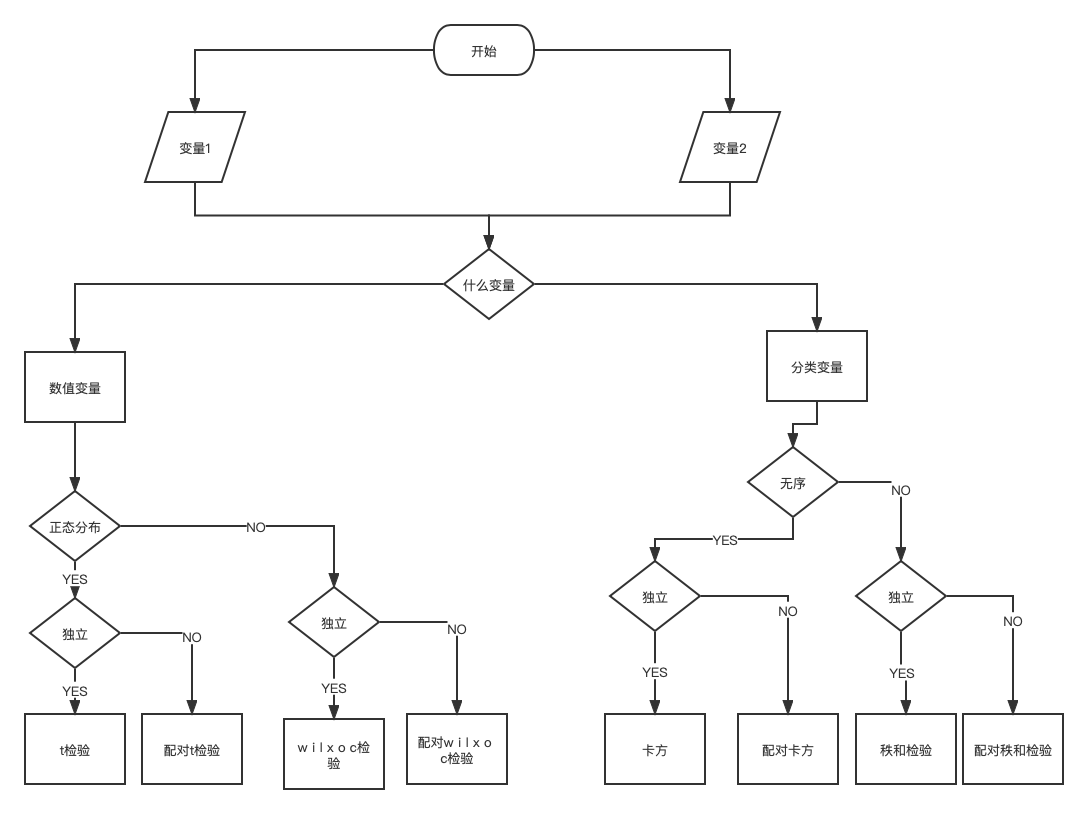 开始
变量1
变量2
什么变量
数值变量
分类变量
无序
NO
正态分布
NO
YES
YES
独立
NO
独立
NO
独立
NO
独立
NO
YES
YES
YES
YES
t检验
配对t检验
ｗｉｌｘｏｃ检
验
配对ｗｉｌｘｏ
ｃ检验
卡方
配对卡方
秩和检验
配对秩和检验